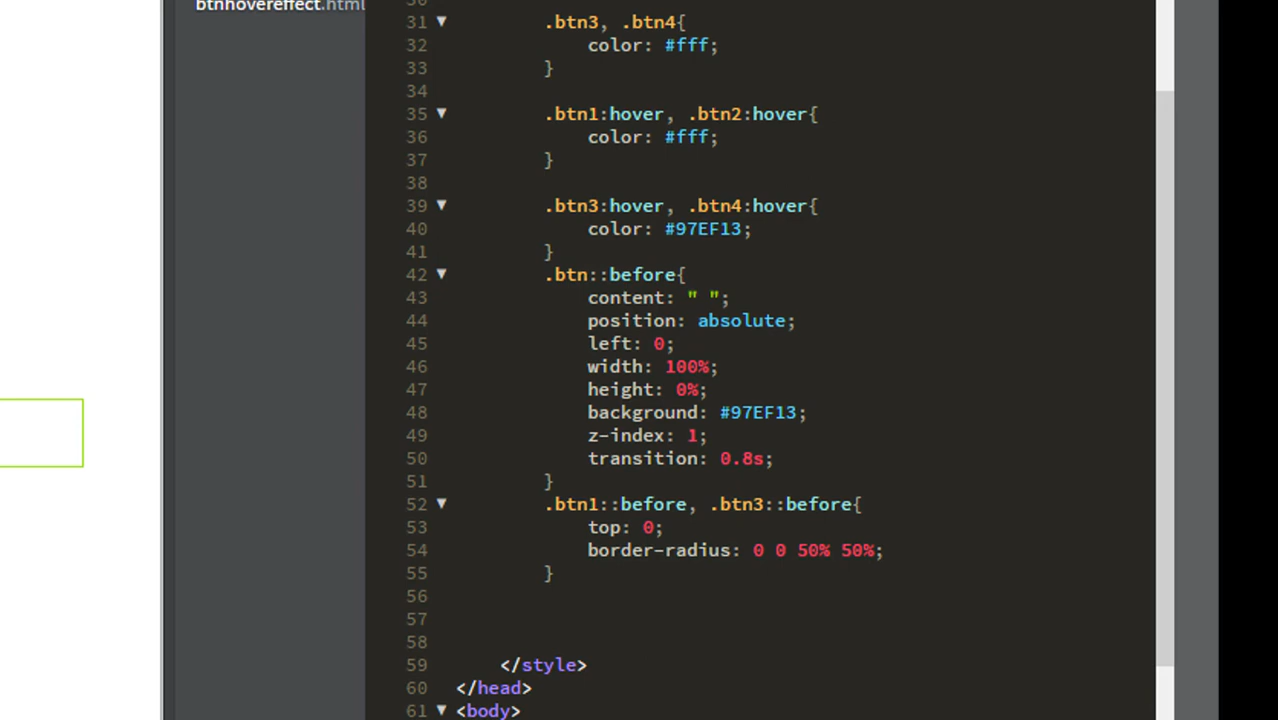 btnhovereffect.html
31 ▼ .btn3, .btn4{
32 color: #fff;
33 }
34
35 ▼ .btn1:hover, .btn2:hover{
36 color: #fff;
37 }
38
39 ▼ .btn3:hover, .btn4:hover{
40 color: #97EF13;
41 }
42 ▼ .btn::before{
43 content: " ";
44 position: absolute;
45 left: 0;
46 width: 100%;
47 height: 0%;
48 background: #97EF13;
49 z-index: 1;
50 transition: 0.8s;
51 }
52 ▼ .btn1::before, .btn3::before{
53 top: 0;
54 border-radius: 0 0 50% 50%;
55 }
56
57
58
59 </style>
60 </head>
61 ▼ <body>